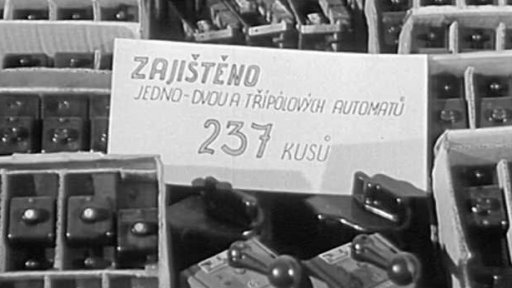 ZAJIŠTĚNO
JEDNO-DVOU A TŘÍPÓLOVÝCH AUTOMATŮ
237 KUSŮ